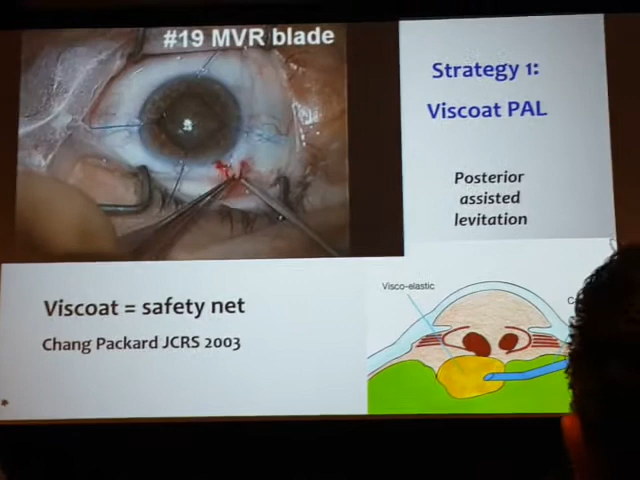 #19 MVR blade
Strategy 1:
Viscoat PAL
Posterior
assisted
levitation
Viscoat = safety net
Chang Packard JCRS 2003
Visco-elastic